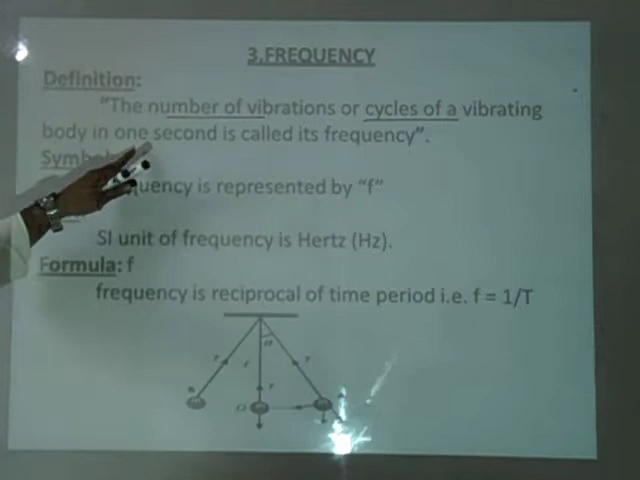 3.FREQUENCY
Definition:
"The number of vibrations or cycles of a vibrating
body in one second is called its frequency".
Symbol
quency is represented by "f"
SI unit of frequency is Hertz (Hz).
Formula: f
frequency is reciprocal of time period i.e. f = 1/T